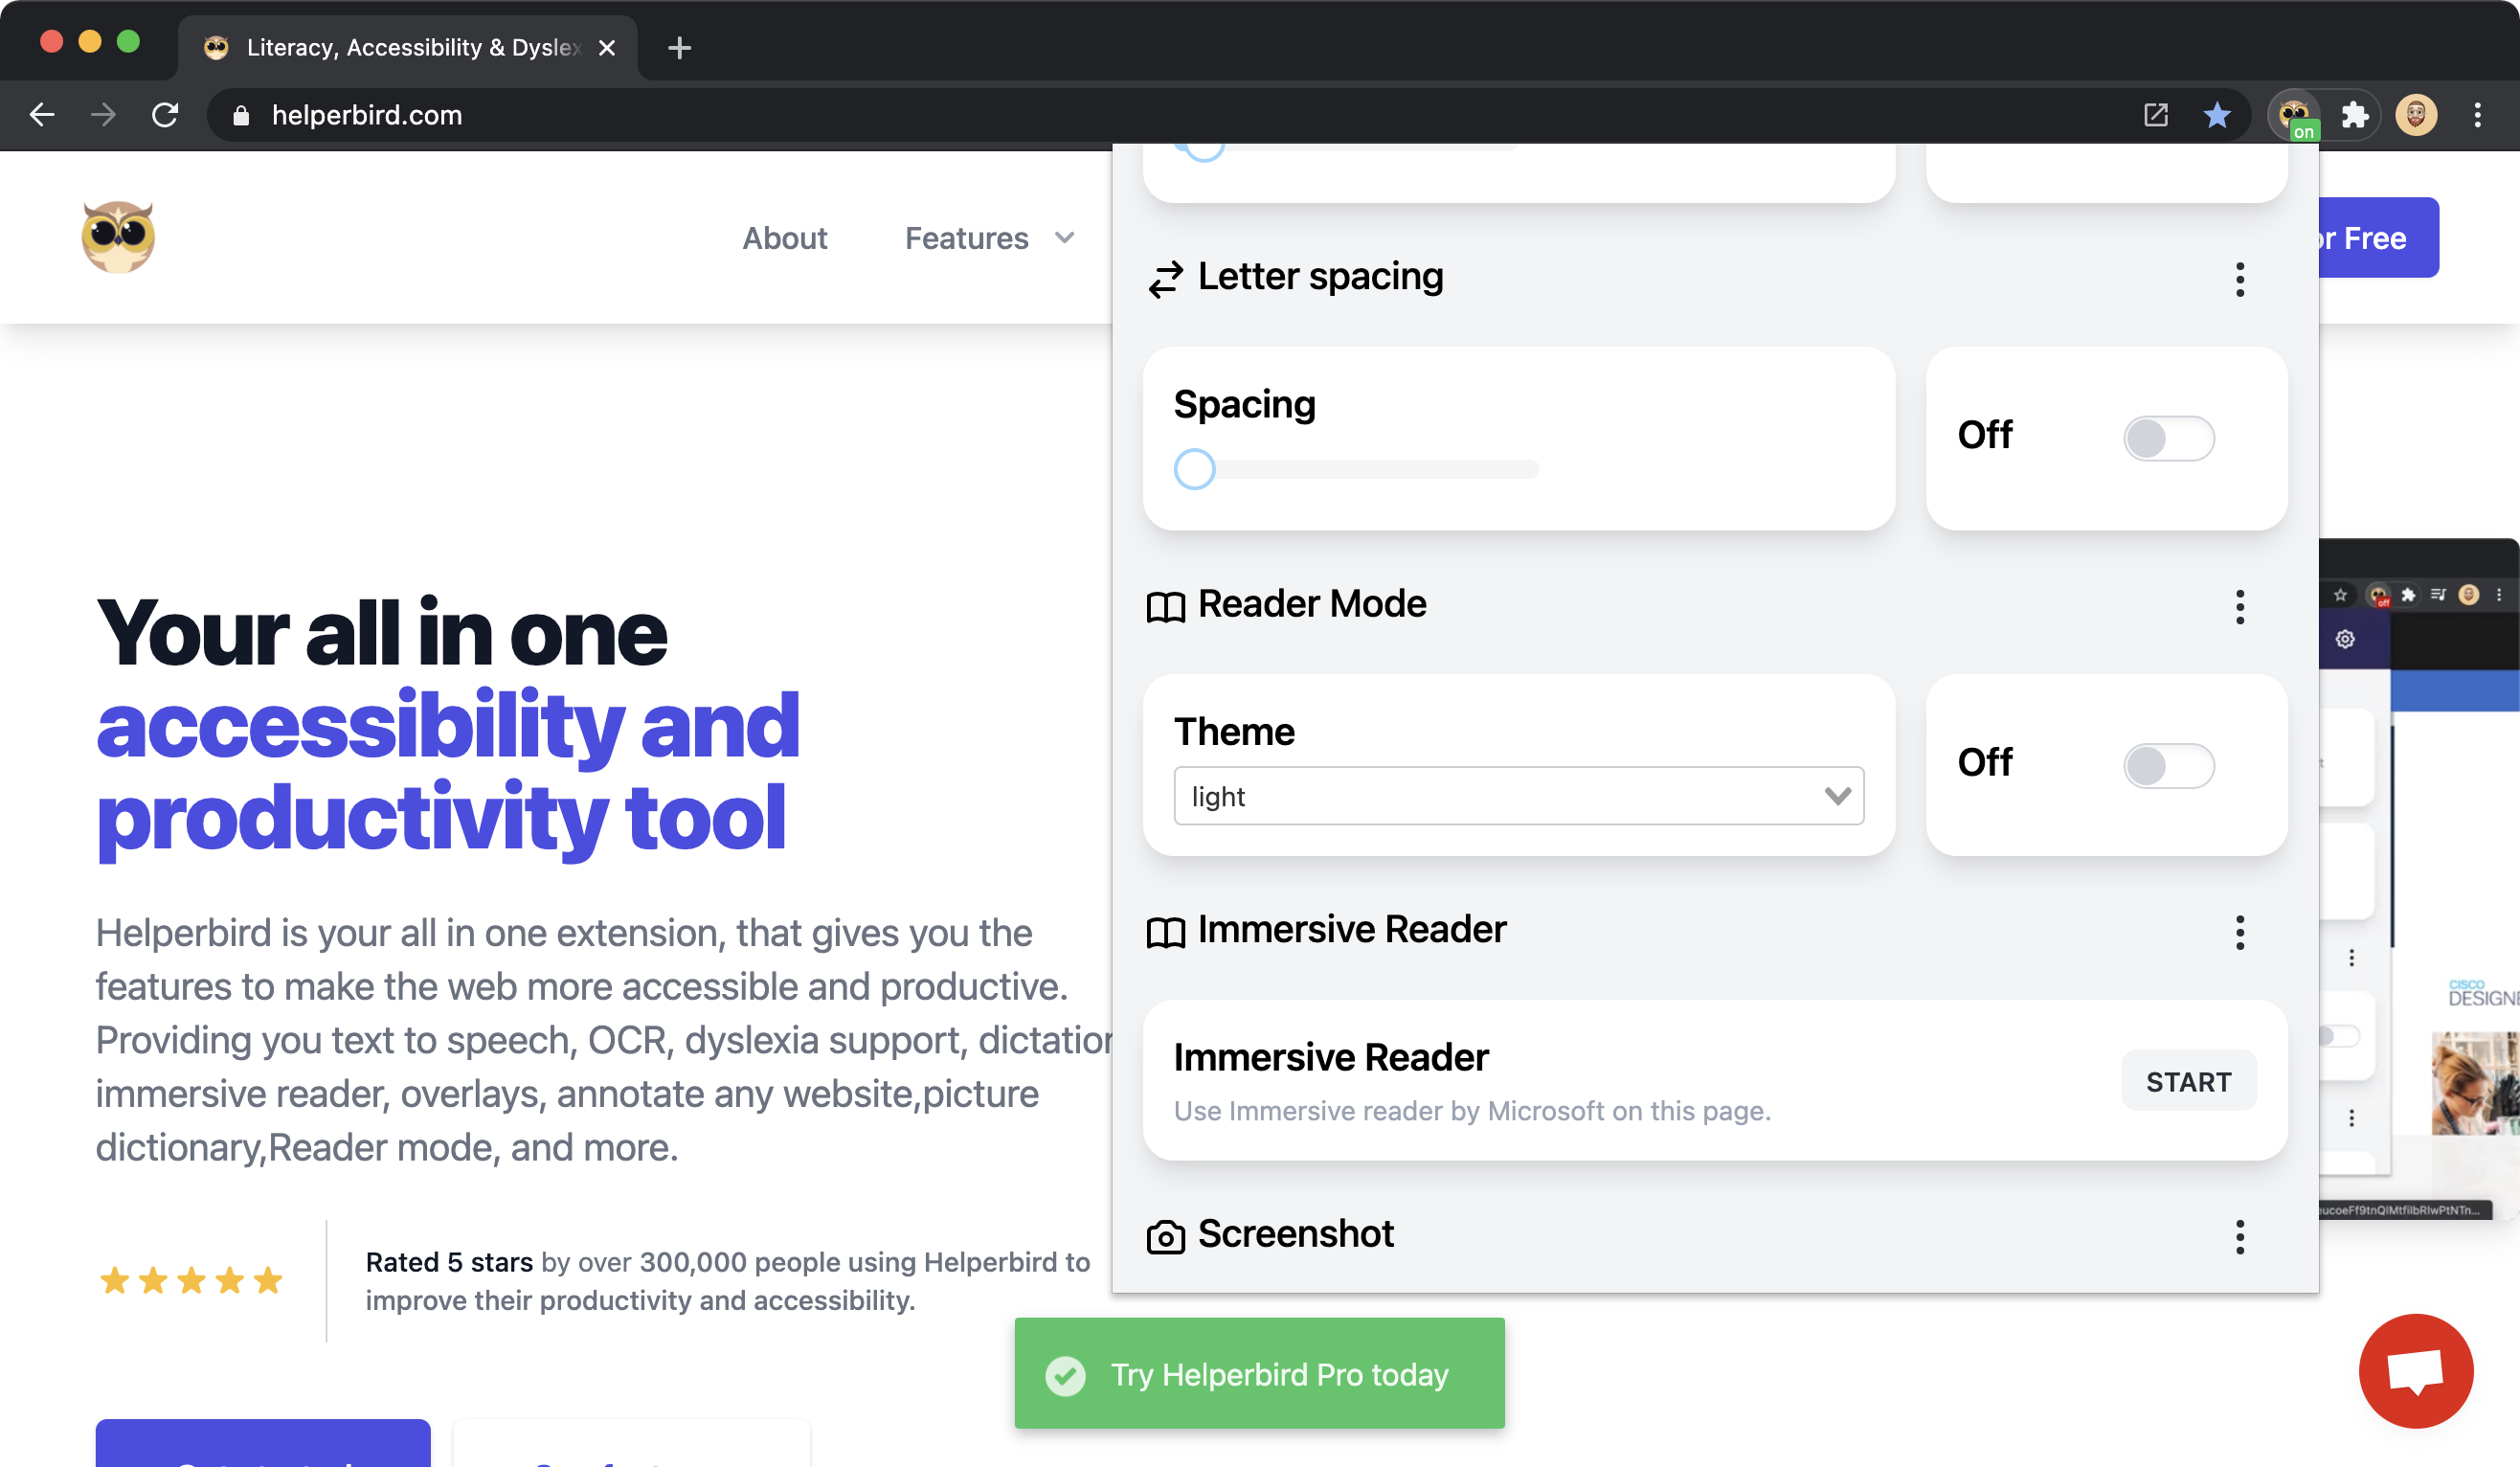 Literacy, Accessibility & Dyslex
helperbird.com
on
About
Features
or Free
Letter spacing
Spacing
Off
Reader Mode
Theme
light
Off
Immersive Reader
Immersive Reader
Use Immersive reader by Microsoft on this page.
START
Screenshot
Your all in one
accessibility and
productivity tool
Helperbird is your all in one extension, that gives you the
features to make the web more accessible and productive.
Providing you text to speech, OCR, dyslexia support, dictation
immersive reader, overlays, annotate any website,picture
dictionary,Reader mode, and more.
Rated 5 stars by over 300,000 people using Helperbird to
improve their productivity and accessibility.
off
CISCO
DESIGNE
Try Helperbird Pro today